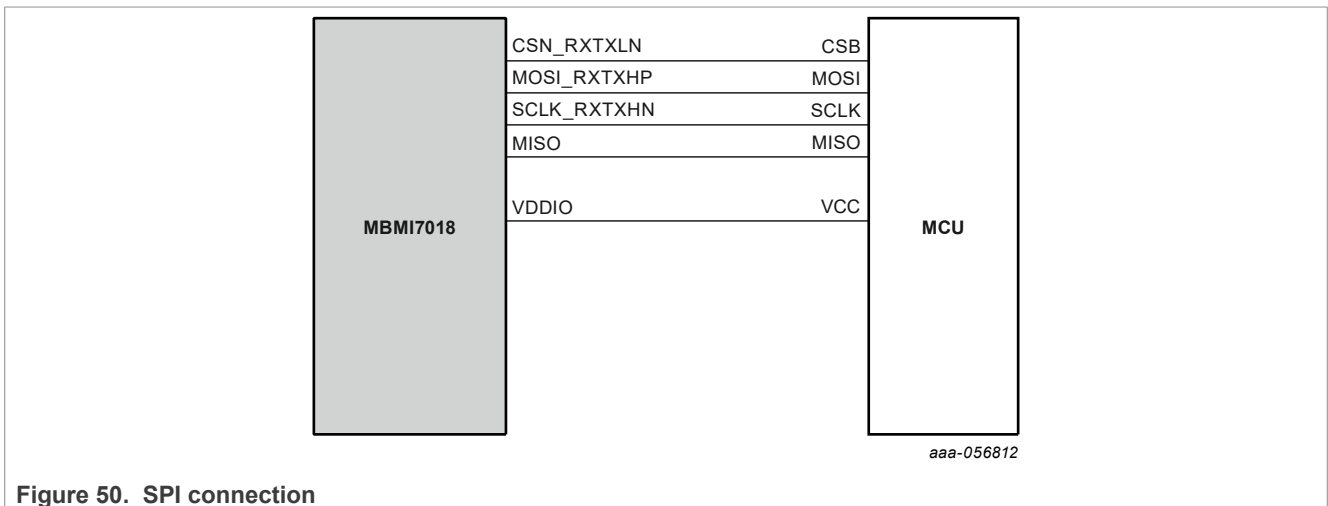 CSN_RXTXLN CSB
MOSI_RXTXHP MOSI
SCLK_RXTXHN SCLK
MISO MISO
VDDIO VCC
MBMI7018 MCU
aaa-056812
Figure 50. SPI connection